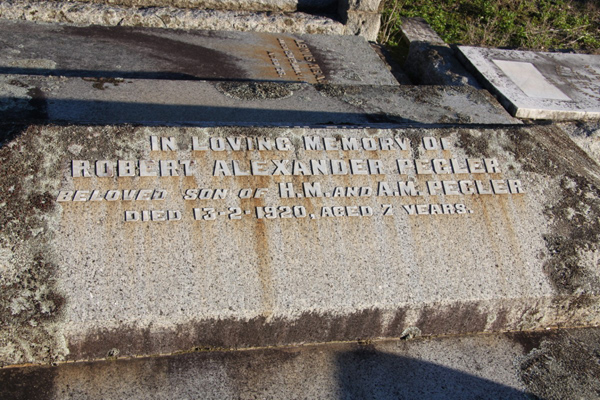 IN LOVING MEMORY OF
ROBERT ALEXANDER PEGLER
BELOVED SON OF H.M. AND A.M. PEGLER
DIED 13-2-1920, AGED 7 YEARS.